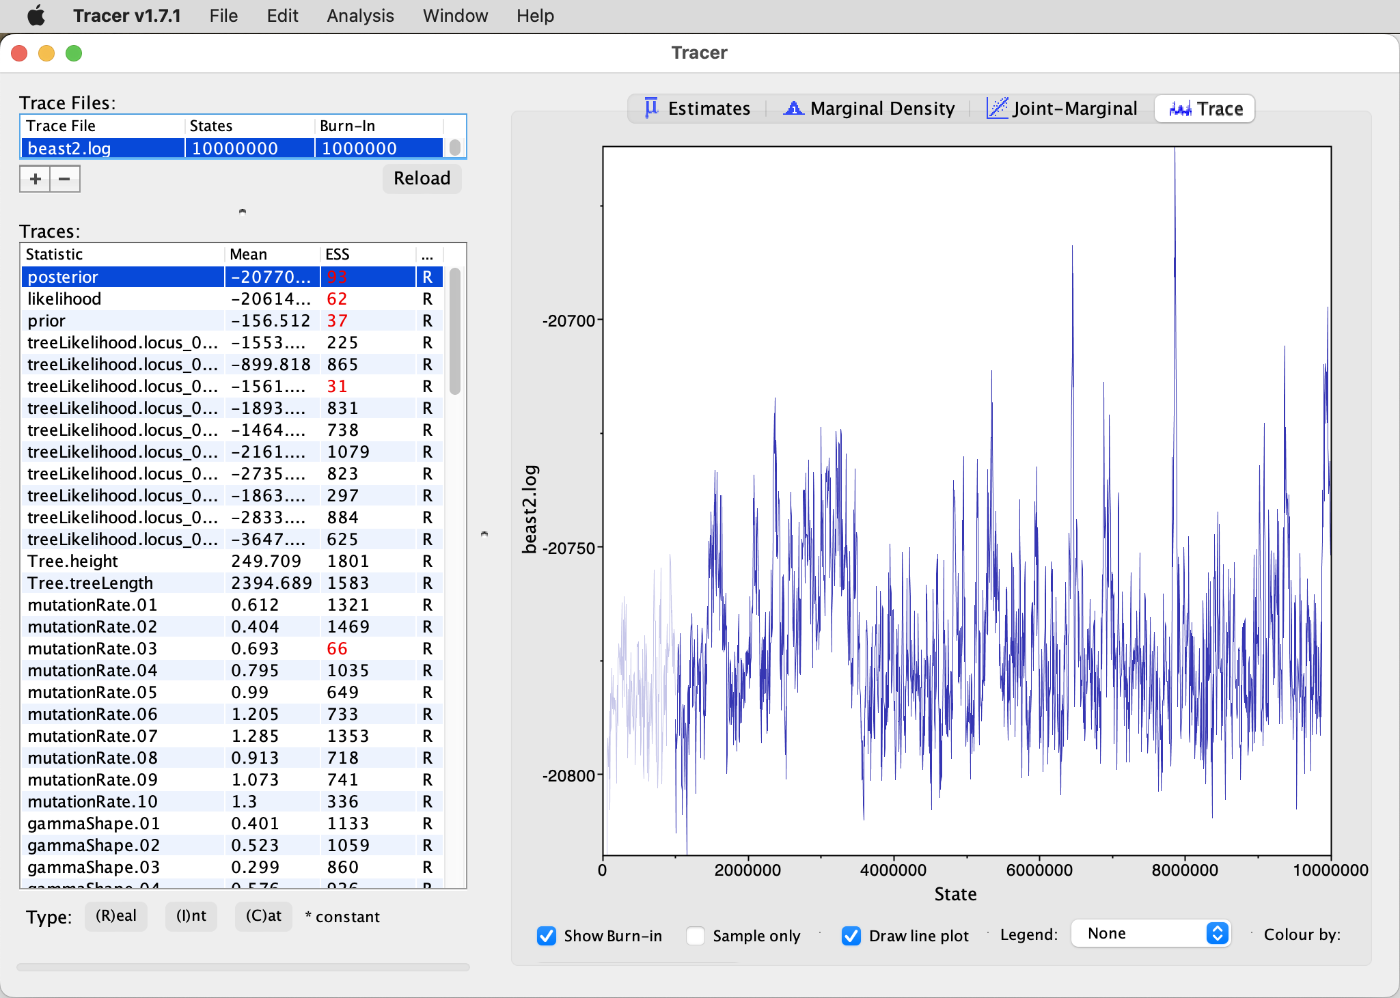 Tracer v1.7.1 File Edit Analysis Window Help
Tracer
Trace Files:
Trace File States Burn-In
beast2.log 10000000 1000000
+ −
Reload
Traces:
Statistic Mean ESS ...
posterior -20770... 93 R
likelihood -20614... 62 R
prior -156.512 37 R
treeLikelihood.locus_0... -1553.... 225 R
treeLikelihood.locus_0... -899.818 865 R
treeLikelihood.locus_0... -1561.... 31 R
treeLikelihood.locus_0... -1893.... 831 R
treeLikelihood.locus_0... -1464.... 738 R
treeLikelihood.locus_0... -2161.... 1079 R
treeLikelihood.locus_0... -2735.... 823 R
treeLikelihood.locus_0... -1863.... 297 R
treeLikelihood.locus_0... -2833.... 884 R
treeLikelihood.locus_0... -3647.... 625 R
Tree.height 249.709 1801 R
Tree.treeLength 2394.689 1583 R
mutationRate.01 0.612 1321 R
mutationRate.02 0.404 1469 R
mutationRate.03 0.693 66 R
mutationRate.04 0.795 1035 R
mutationRate.05 0.99 649 R
mutationRate.06 1.205 733 R
mutationRate.07 1.285 1353 R
mutationRate.08 0.913 718 R
mutationRate.09 1.073 741 R
mutationRate.10 1.3 336 R
gammaShape.01 0.401 1133 R
gammaShape.02 0.523 1059 R
gammaShape.03 0.299 860 R
Type: (R)eal (I)nt (C)at * constant
Estimates Marginal Density Joint-Marginal Trace
beast2.log
-20700
-20750
-20800
0 2000000 4000000 6000000 8000000 10000000
State
Show Burn-in Sample only Draw line plot Legend: None Colour by: